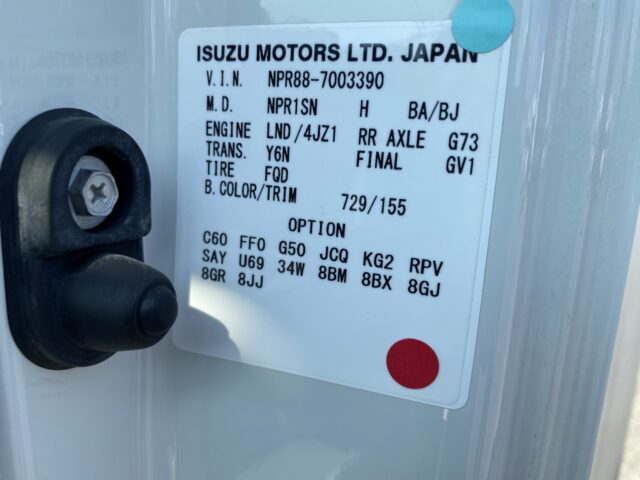 ISUZU MOTORS LTD. JAPAN
V.I.N. NPR88-7003390
M.D. NPR1SN H BA/BJ
ENGINE LND/4JZ1 RR AXLE G73
TRANS. Y6N FINAL GV1
TIRE FQD
B.COLOR/TRIM 729/155
OPTION
C60 FF0 G50 JCQ KG2 RPV
SAY U69 34W 8BM 8BX 8GJ
8GR 8JJ